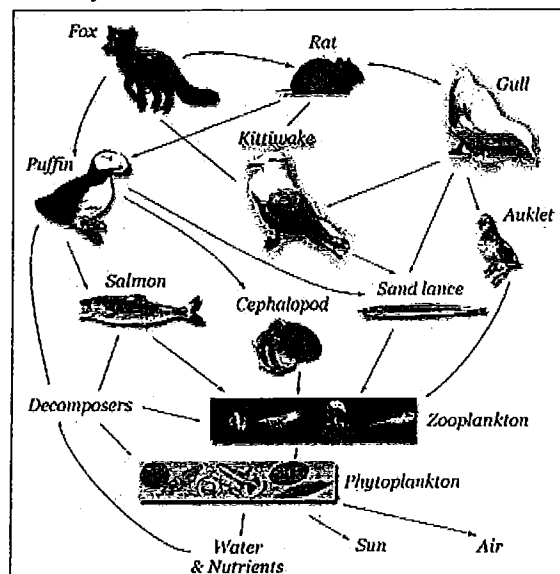 Fox
Rat
Gull
Puffin
Kittiwake
Auklet
Salmon
Cephalopod
Sand lance
Decomposers
Zooplankton
Phytoplankton
Water
& Nutrients
Sun
Air